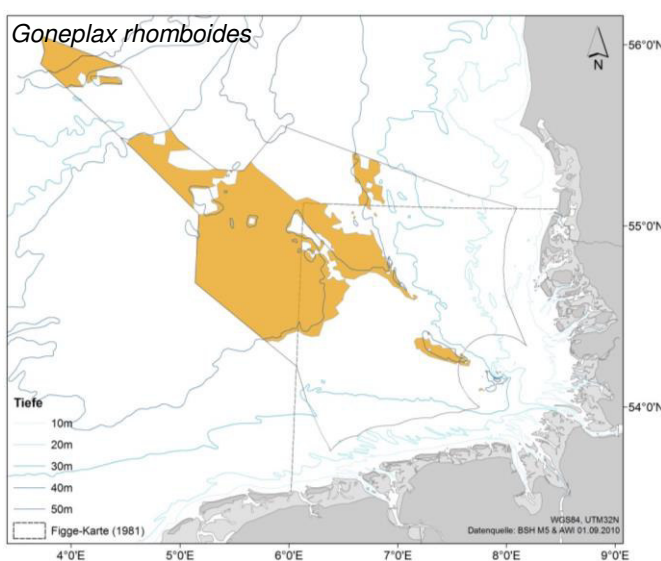 Goneplax rhomboides
N
56°0'N
55°0'N
54°0'N
Tiefe
10m
20m
30m
40m
50m
Figge-Karte (1981)
WGS84, UTM32N
Datenquelle: BSH M5 & AWI 01.09.2010
4°0'E 5°0'E 6°0'E 7°0'E 8°0'E 9°0'E